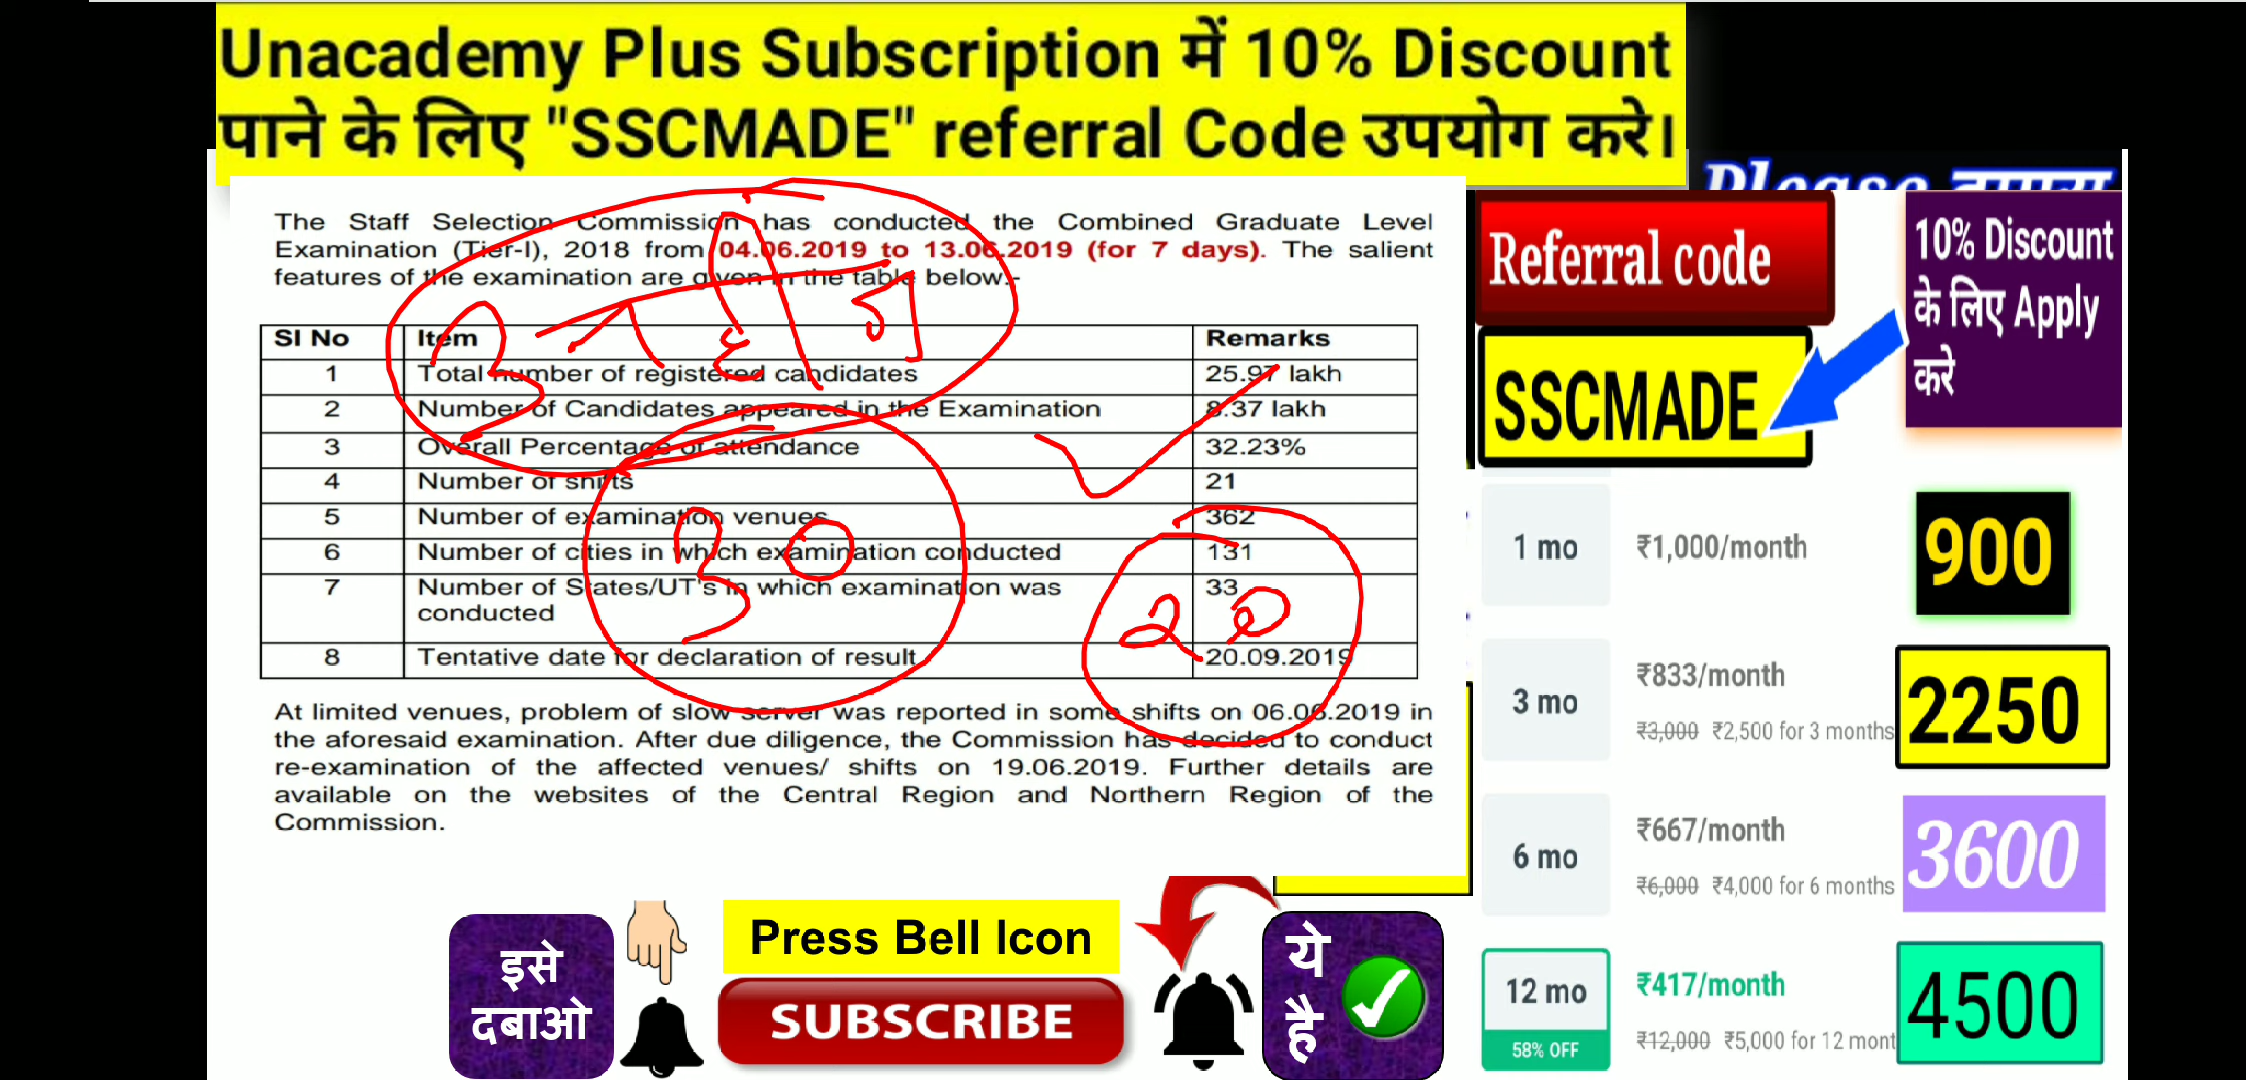 Unacademy Plus Subscription में 10% Discount
पाने के लिए "SSCMADE" referral Code उपयोग करे।
The Staff Selection Commission has conducted the Combined Graduate Level
Examination (Tier-I), 2018 from 04.06.2019 to 13.06.2019 (for 7 days). The salient
features of the examination are given in the table below:-
SI No Item Remarks
1 Total number of registered candidates 25.97 lakh
2 Number of Candidates appeared in the Examination 8.37 lakh
3 Overall Percentage of attendance 32.23%
4 Number of shifts 21
5 Number of examination venues 362
6 Number of cities in which examination conducted 131
7 Number of States/UT's in which examination was 33
conducted
8 Tentative date for declaration of result 20.09.2019
30
20
At limited venues, problem of slow server was reported in some shifts on 06.06.2019 in
the aforesaid examination. After due diligence, the Commission has decided to conduct
re-examination of the affected venues/ shifts on 19.06.2019. Further details are
available on the websites of the Central Region and Northern Region of the
Commission.
Please
Referral code
SSCMADE
10% Discount
के लिए Apply
करे
1 mo ₹1,000/month 900
3 mo ₹833/month 2250
₹3,000 ₹2,500 for 3 months
6 mo ₹667/month 3600
₹6,000 ₹4,000 for 6 months
12 mo ₹417/month 4500
58% OFF ₹12,000 ₹5,000 for 12 mont
इसे
दबाओ
Press Bell Icon
SUBSCRIBE
ये
है